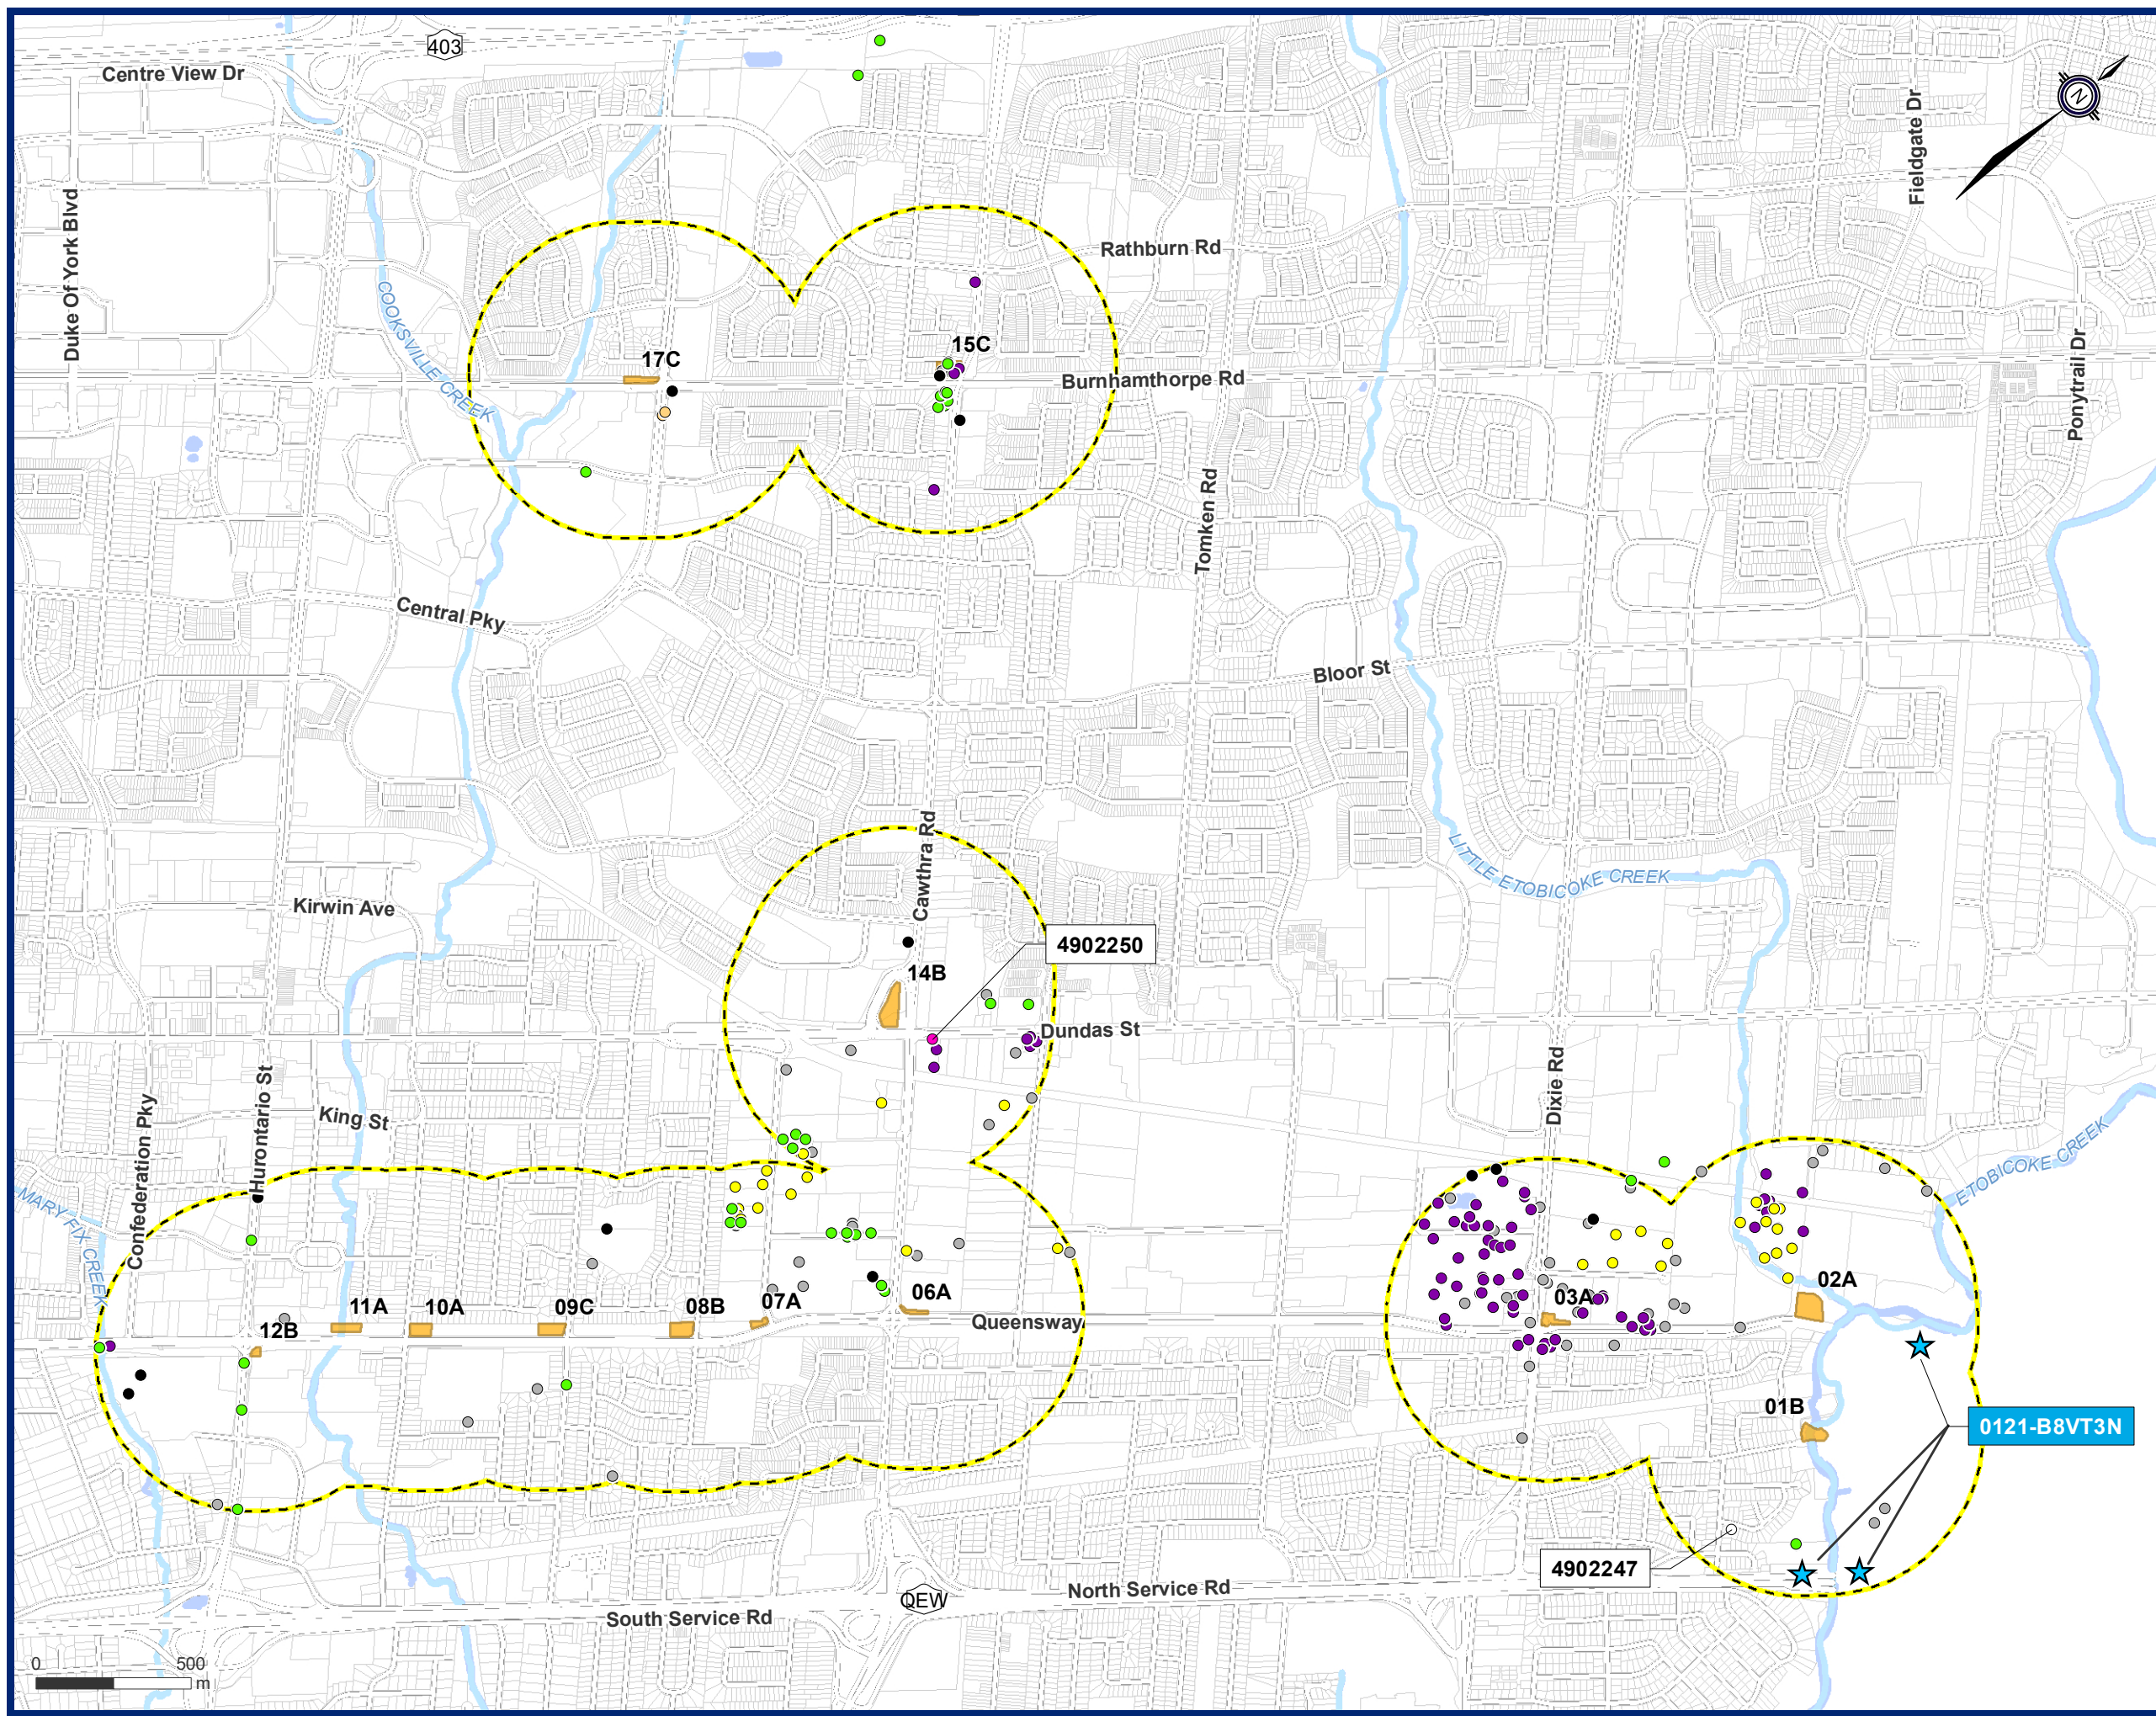 403
Centre View Dr
Fieldgate Dr
N
Duke Of York Blvd
Rathburn Rd
COOKSVILLE CREEK
17C
15C
Burnhamthorpe Rd
Ponytrail Dr
Tomken Rd
Central Pky
Bloor St
Cawthra Rd
LITTLE ETOBICOKE CREEK
Kirwin Ave
4902250
14B
Dundas St
Dixie Rd
Hurontario St
King St
Confederation Pky
MARY FIX CREEK
ETOBICOKE CREEK
02A
06A
03A
11A
10A
09C
08B
07A
12B
Queensway
01B
0121-B8VT3N
4902247
North Service Rd
QEW
South Service Rd
0 500
m